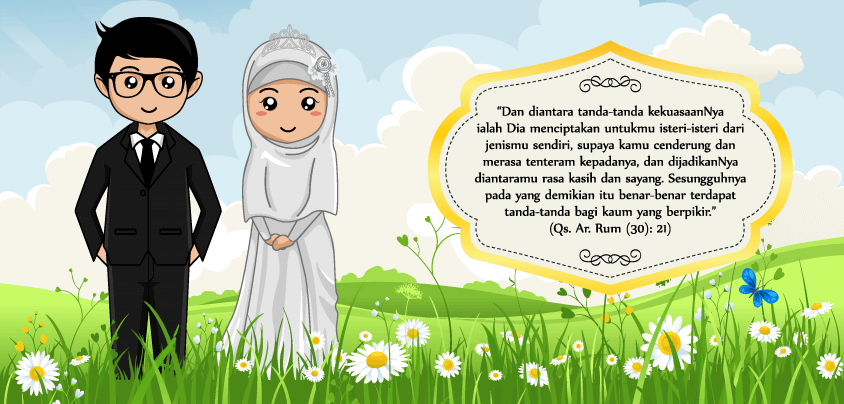 “Dan diantara tanda-tanda kekuasaanNya
ialah Dia menciptakan untukmu isteri-isteri dari
jenismu sendiri, supaya kamu cenderung dan
merasa tenteram kepadanya, dan dijadikanNya
diantaramu rasa kasih dan sayang. Sesungguhnya
pada yang demikian itu benar-benar terdapat
tanda-tanda bagi kaum yang berpikir.”
(Qs. Ar. Rum (30): 21)